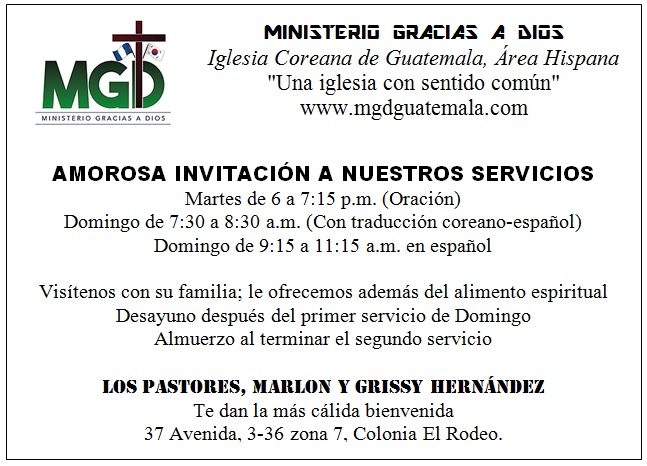 MGD
MINISTERIO GRACIAS A DIOS
MINISTERIO GRACIAS A DIOS
Iglesia Coreana de Guatemala, Área Hispana
"Una iglesia con sentido común"
www.mgdguatemala.com
AMOROSA INVITACIÓN A NUESTROS SERVICIOS
Martes de 6 a 7:15 p.m. (Oración)
Domingo de 7:30 a 8:30 a.m. (Con traducción coreano-español)
Domingo de 9:15 a 11:15 a.m. en español
Visítenos con su familia; le ofrecemos además del alimento espiritual
Desayuno después del primer servicio de Domingo
Almuerzo al terminar el segundo servicio
LOS PASTORES, MARLON Y GRISSY HERNÁNDEZ
Te dan la más cálida bienvenida
37 Avenida, 3-36 zona 7, Colonia El Rodeo.